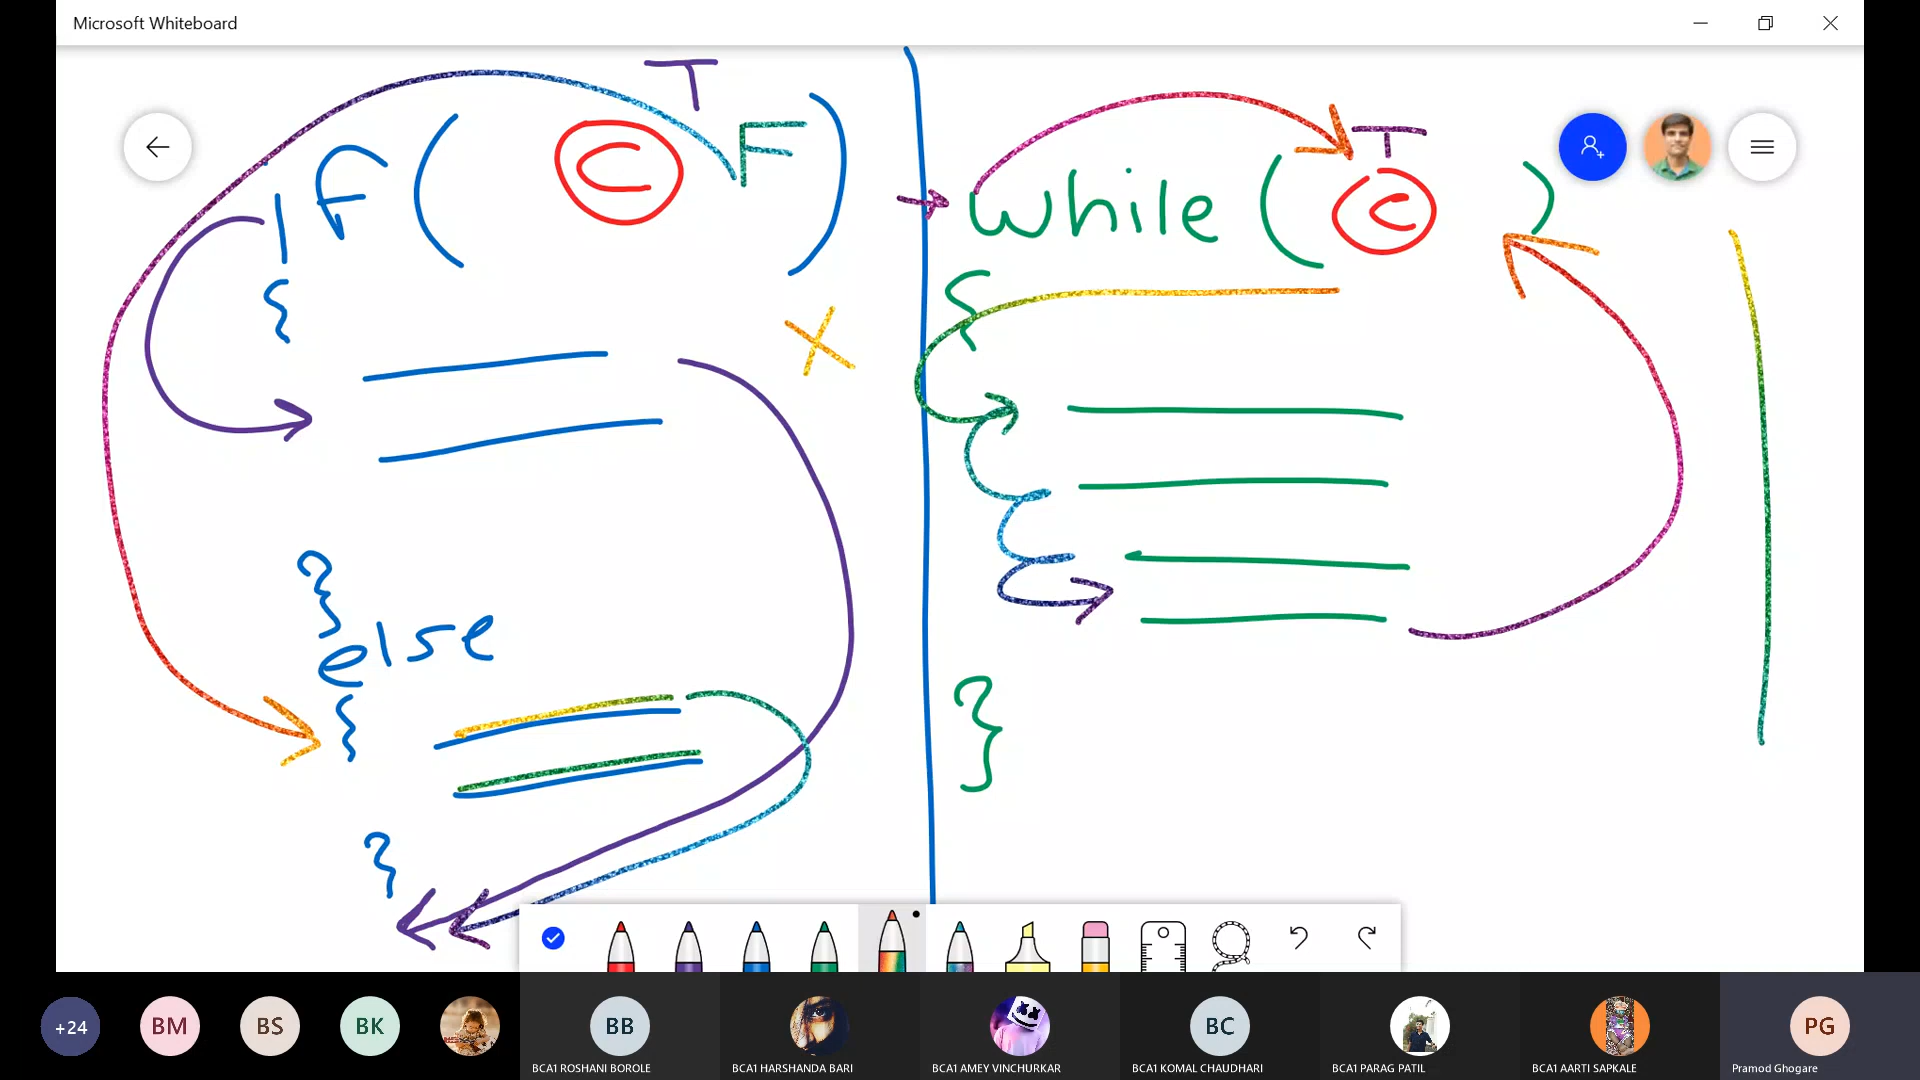 Microsoft Whiteboard
T
if ( C F )
{
}
else
{
}
T
while ( C )
{
}
+24
BM
BS
BK
BB
BC
PG
BCA1 ROSHANI BOROLE
BCA1 HARSHANDA BARI
BCA1 AMEY VINCHURKAR
BCA1 KOMAL CHAUDHARI
BCA1 PARAG PATIL
BCA1 AARTI SAPKALE
Pramod Ghogare